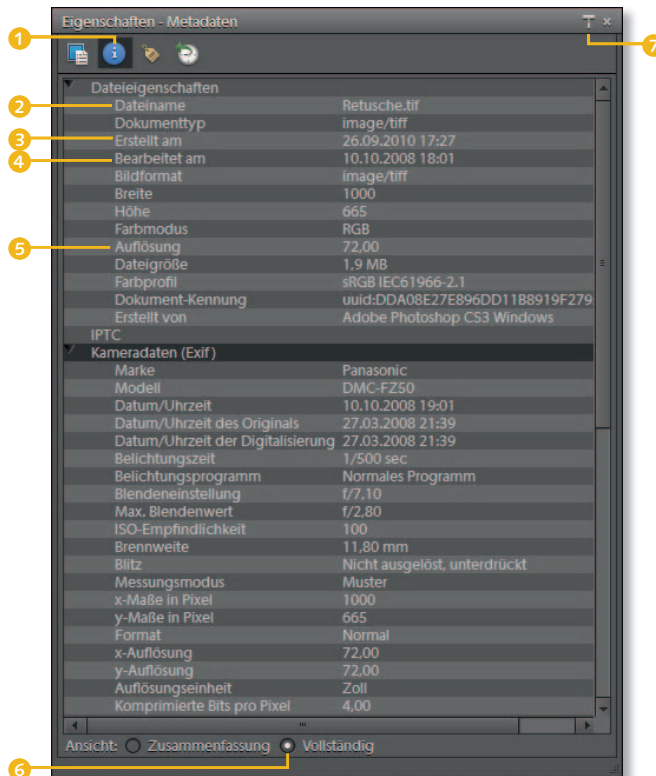 Eigenschaften - Metadaten
1
7
Dateieigenschaften
2 Dateiname Retusche.tif
Dokumenttyp image/tiff
3 Erstellt am 26.09.2010 17:27
4 Bearbeitet am 10.10.2008 18:01
Bildformat image/tiff
Breite 1000
Höhe 665
Farbmodus RGB
5 Auflösung 72,00
Dateigröße 1,9 MB
Farbprofil sRGB IEC61966-2.1
Dokument-Kennung uuid:DDA08E27E896DD11B8919F279
Erstellt von Adobe Photoshop CS3 Windows
IPTC
Kameradaten (Exif)
Marke Panasonic
Modell DMC-FZ50
Datum/Uhrzeit 10.10.2008 19:01
Datum/Uhrzeit des Originals 27.03.2008 21:39
Datum/Uhrzeit der Digitalisierung 27.03.2008 21:39
Belichtungszeit 1/500 sec
Belichtungsprogramm Normales Programm
Blendeneinstellung f/7,10
Max. Blendenwert f/2,80
ISO-Empfindlichkeit 100
Brennweite 11,80 mm
Blitz Nicht ausgelöst, unterdrückt
Messungsmodus Muster
x-Maße in Pixel 1000
y-Maße in Pixel 665
Format Normal
x-Auflösung 72,00
y-Auflösung 72,00
Auflösungseinheit Zoll
Komprimierte Bits pro Pixel 4,00
Ansicht: Zusammenfassung Vollständig
6